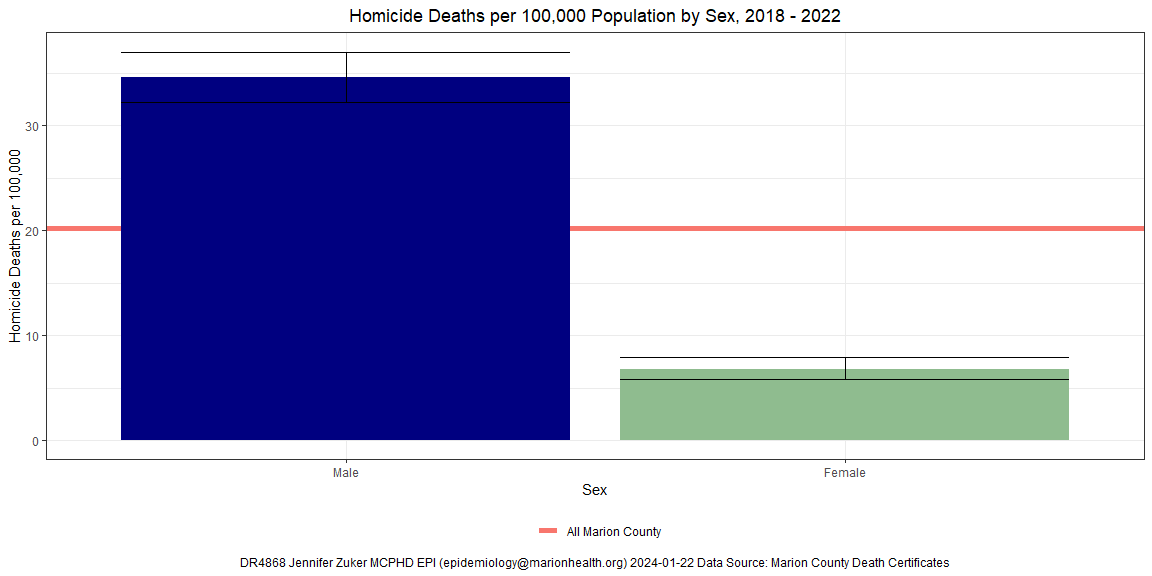 Homicide Deaths per 100,000 Population by Sex, 2018 - 2022
Homicide Deaths per 100,000
30
20
10
0
Male
Female
Sex
All Marion County
DR4868 Jennifer Zuker MCPHD EPI (epidemiology@marionhealth.org) 2024-01-22 Data Source: Marion County Death Certificates